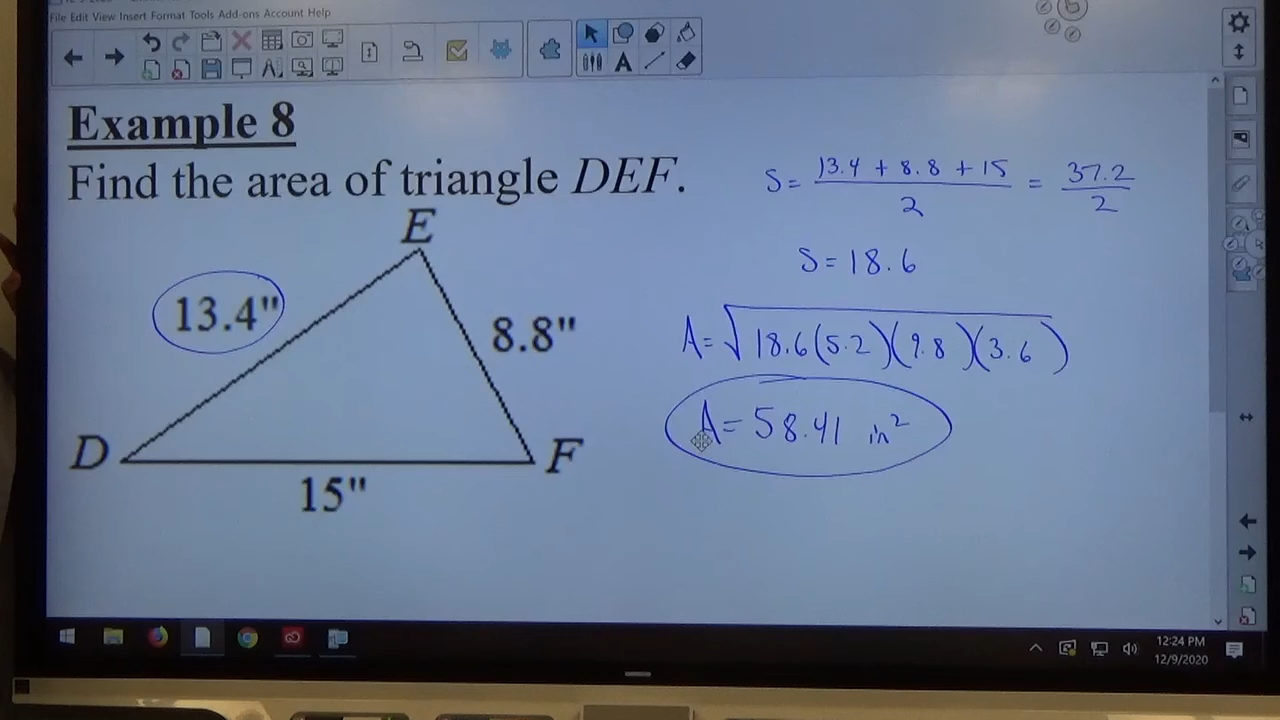 File Edit View Insert Format Tools Add-ons Account Help
Example 8
Find the area of triangle DEF.
E
13.4"
8.8"
D
F
15"
S = 13.4 + 8.8 + 15 / 2 = 37.2 / 2
S = 18.6
A = √18.6(5.2)(9.8)(3.6)
A = 58.41 in²
12:24 PM
12/9/2020